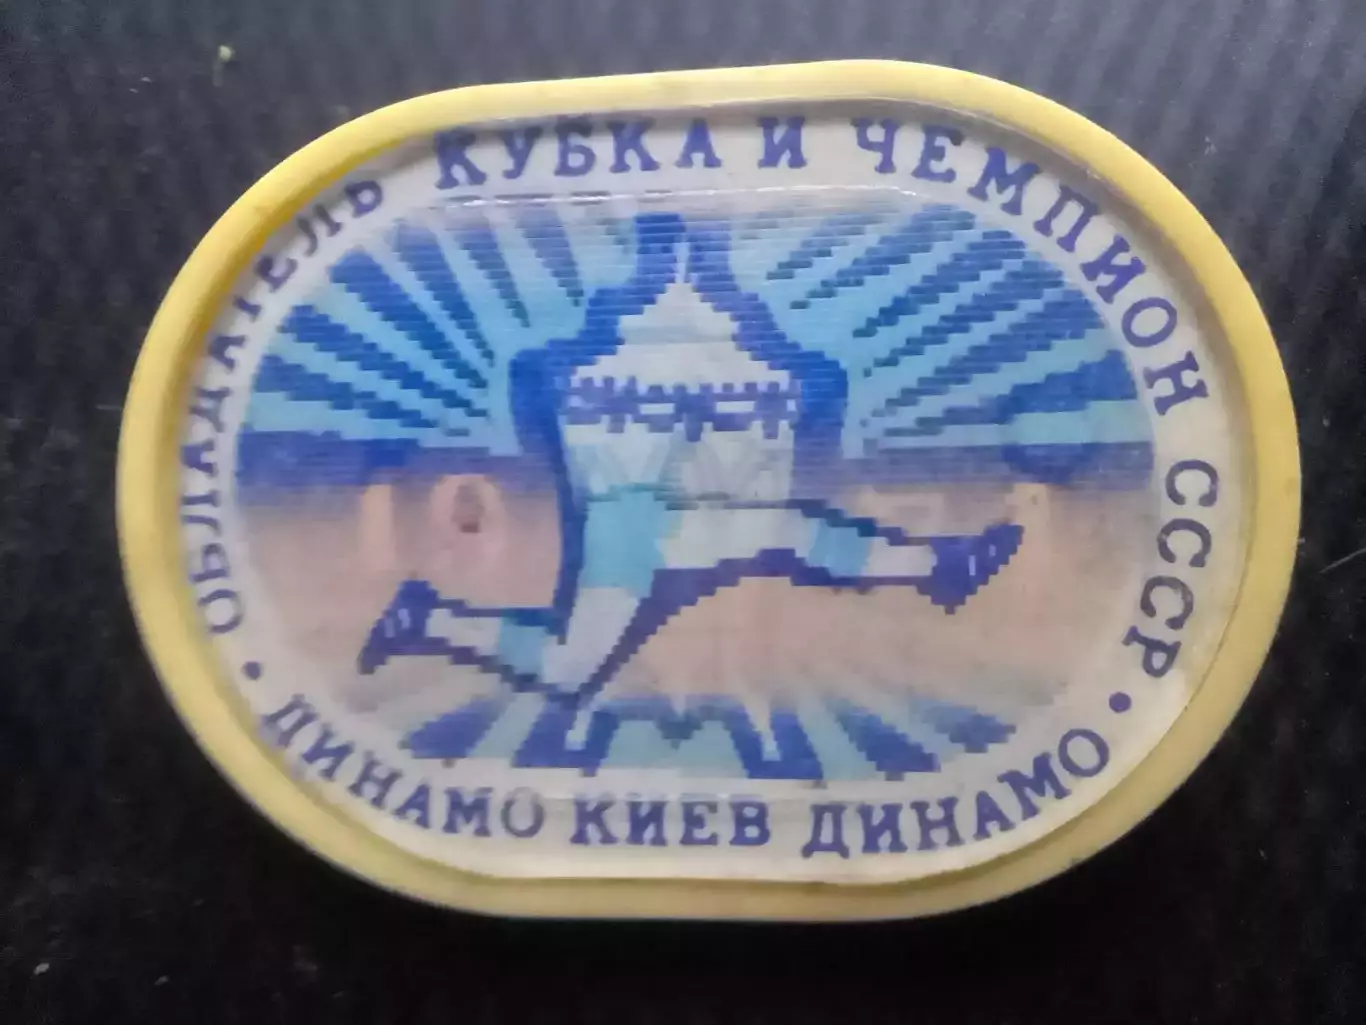 ОБЛАДАТЕЛЬ КУБКА И ЧЕМПИОН СССР
• ДИНАМО КИЕВ ДИНАМО •